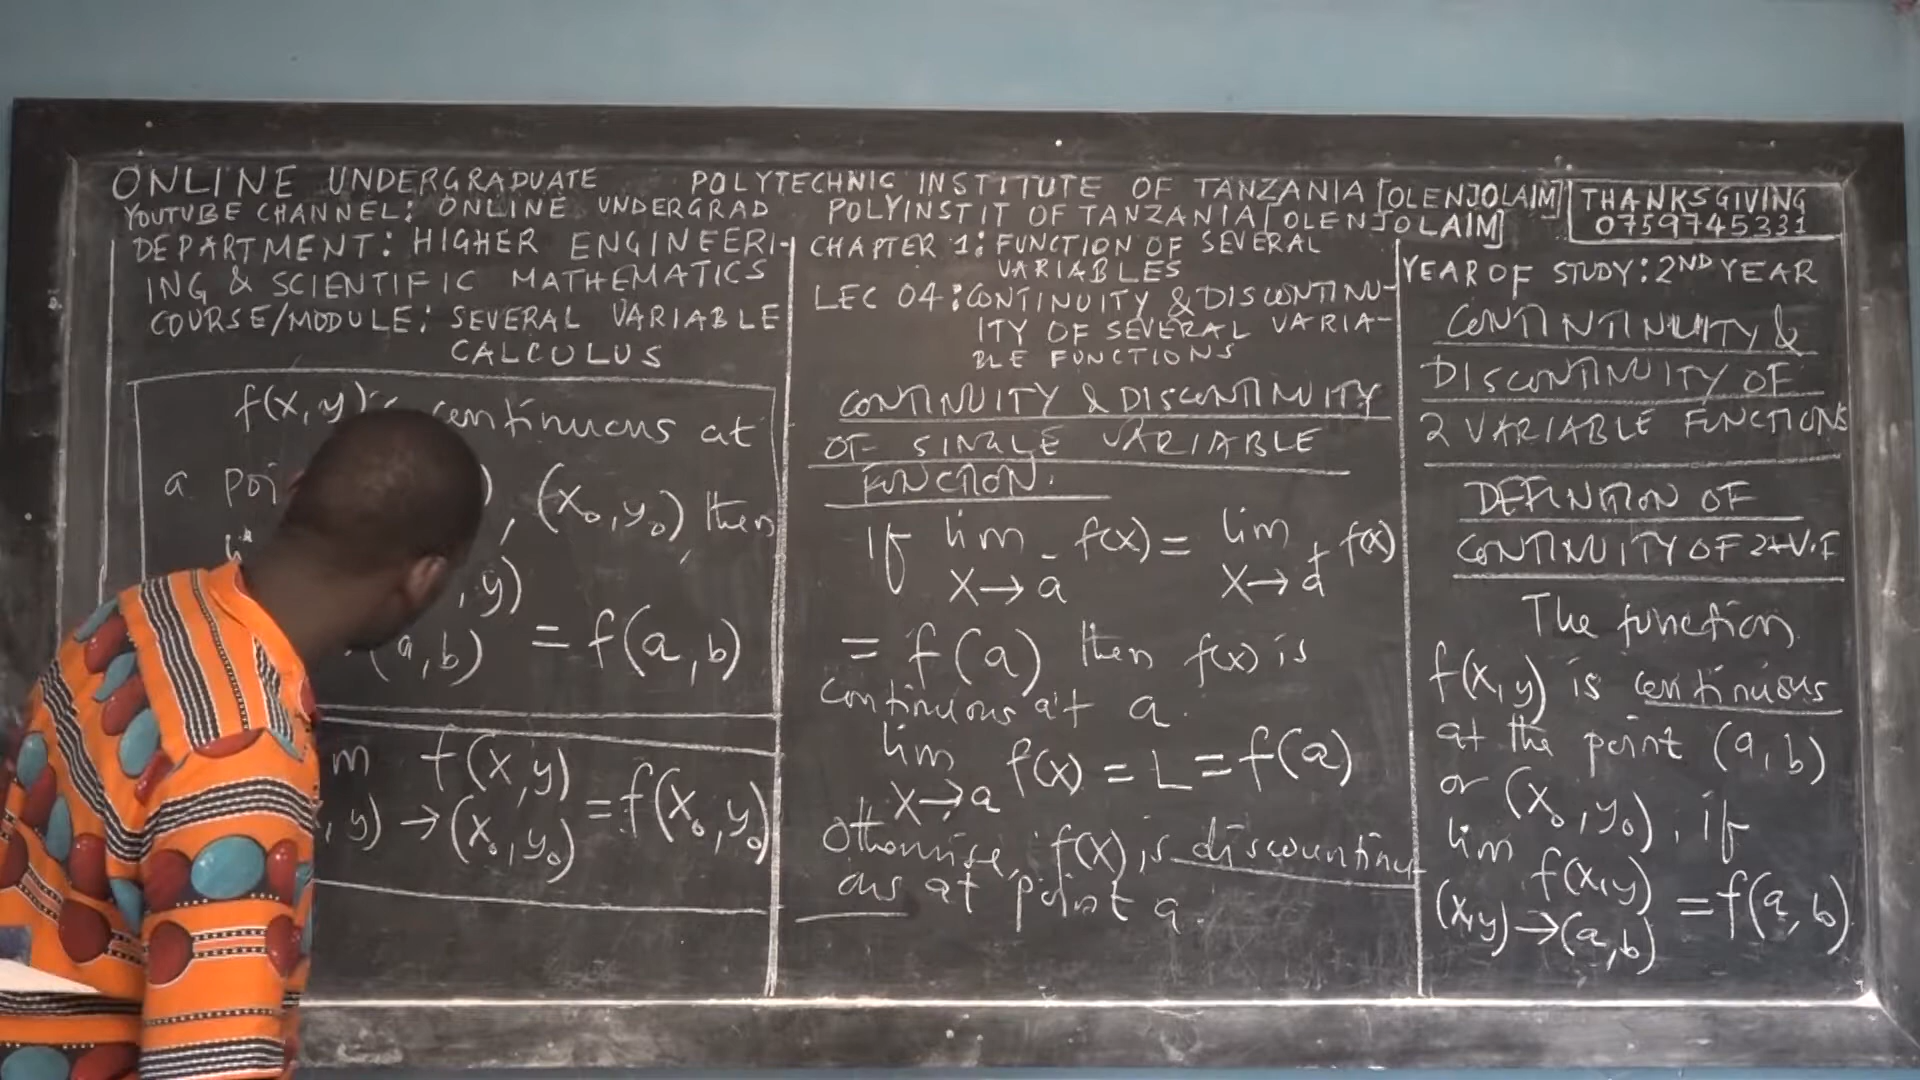 ONLINE UNDERGRADUATE POLYTECHNIC INSTITUTE OF TANZANIA [OLENJOLAIM]
YOUTUBE CHANNEL: ONLINE UNDERGRAD POLYINSTIT OF TANZANIA [OLENJOLAIM]
THANKSGIVING
0759745331
DEPARTMENT: HIGHER ENGINEERI-
ING & SCIENTIFIC MATHEMATICS
COURSE/MODULE: SEVERAL VARIABLE
CALCULUS
f(x,y) continuous at
a poi , (x₀,y₀) then
,y)
(a,b) = f(a,b)
f(x,y)
,y) → (x₀,y₀) = f(x₀,y₀)
CHAPTER 1: FUNCTION OF SEVERAL
VARIABLES
LEC 04: CONTINUITY & DISCONTINU-
ITY OF SEVERAL VARIA-
BLE FUNCTIONS
CONTINUITY & DISCONTINUITY
OF SINGLE VARIABLE
FUNCTION.
If lim f(x) = lim f(x)
x→a⁻ x→a⁺
= f(a) then f(x) is
continuous at a.
lim f(x) = L = f(a)
x→a
Otherwise, f(x) is discountinu-
ous at point a.
YEAR OF STUDY: 2ND YEAR
CONTINTINUITY &
DISCONTINUITY OF
2 VARIABLE FUNCTIONS
DEFINITION OF
CONTINUITY OF 2+V.F
The function
f(x,y) is continuous
at the point (a,b)
or (x₀,y₀), if
lim f(x,y)
(x,y)→(a,b) = f(a,b)